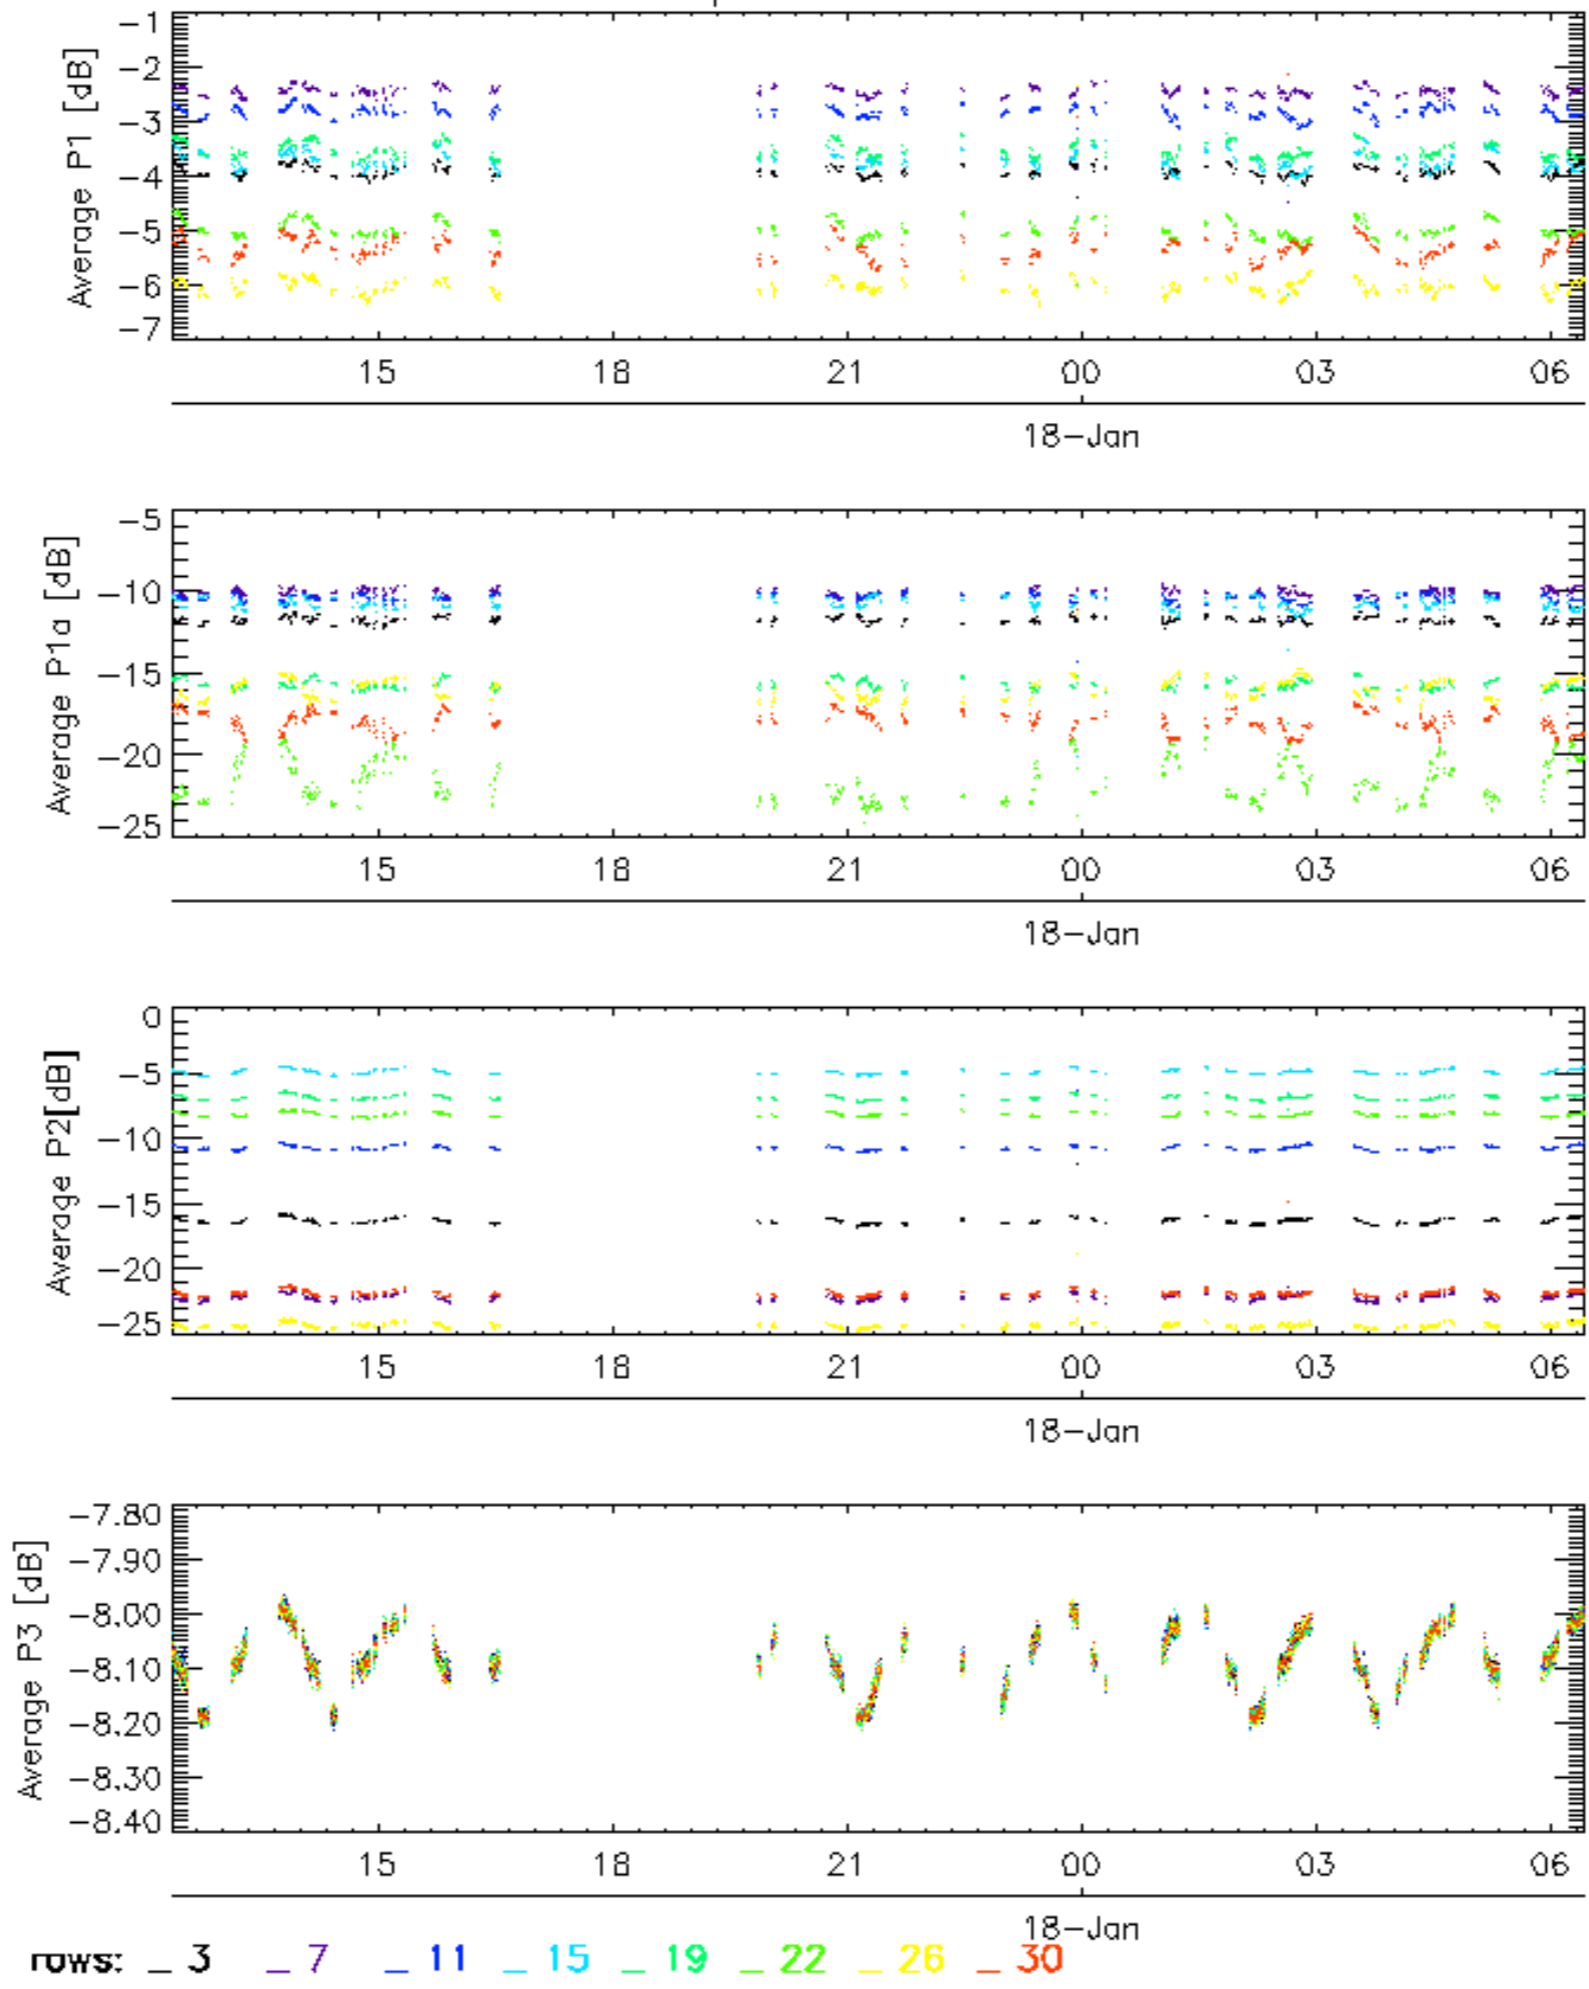 Average P1 [dB]
-1
-2
-3
-4
-5
-6
-7
15 18 21 00 03 06
18-Jan
Average P1a [dB]
-5
-10
-15
-20
-25
15 18 21 00 03 06
18-Jan
Average P2[dB]
0
-5
-10
-15
-20
-25
15 18 21 00 03 06
18-Jan
Average P3 [dB]
-7.80
-7.90
-8.00
-8.10
-8.20
-8.30
-8.40
15 18 21 00 03 06
18-Jan
rows: _ 3 _ 7 _ 11 _ 15 _ 19 _ 22 _ 26 _ 30